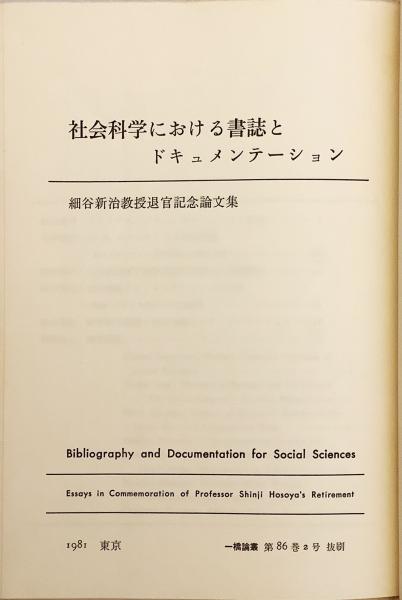 社会科学における書誌と
ドキュメンテーション
細谷新治教授退官記念論文集
Bibliography and Documentation for Social Sciences
Essays in Commemoration of Professor Shinji Hosoya's Retirement
1981 東京 一橋論叢 第86巻2号 抜刷